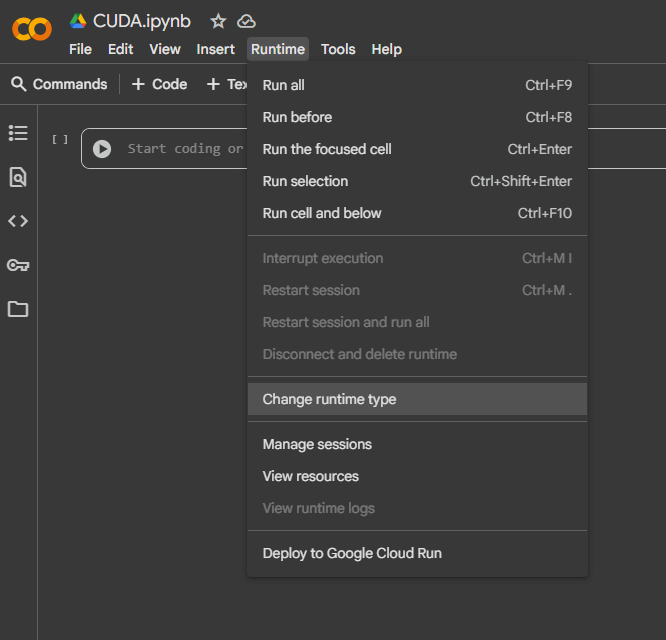 CUDA.ipynb
File Edit View Insert Runtime Tools Help
Commands + Code + Tex
Run all Ctrl+F9
Run before Ctrl+F8
[ ] Start coding or
Run the focused cell Ctrl+Enter
Run selection Ctrl+Shift+Enter
Run cell and below Ctrl+F10
Interrupt execution Ctrl+M I
Restart session Ctrl+M .
Restart session and run all
Disconnect and delete runtime
Change runtime type
Manage sessions
View resources
View runtime logs
Deploy to Google Cloud Run